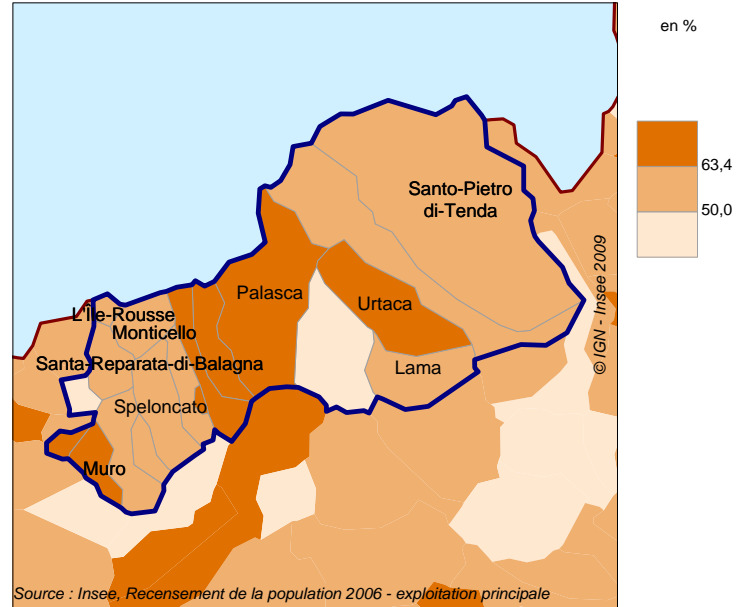 en %
63,4
50,0
Santo-Pietro
di-Tenda
Palasca
Urtaca
L'Île-Rousse
Monticello
Santa-Reparata-di-Balagna
Lama
Speloncato
Muro
© IGN - Insee 2009
Source : Insee, Recensement de la population 2006 - exploitation principale